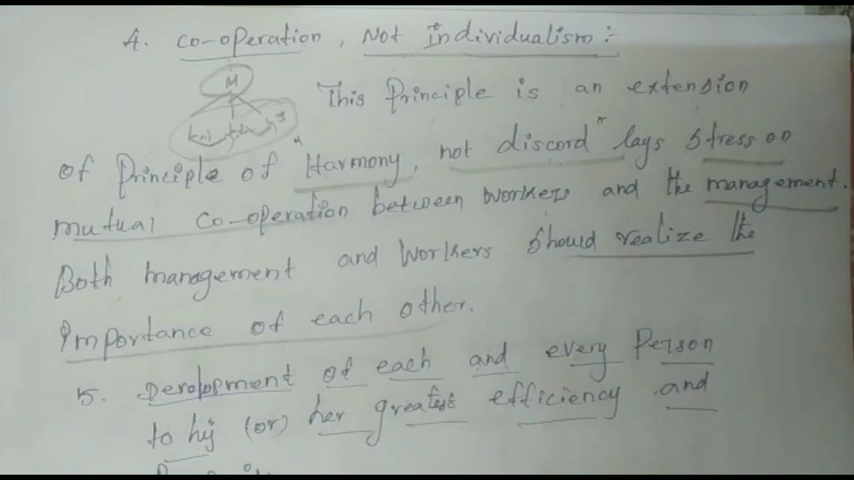 4. Co-operation, Not Individualism :-
M
This Principle is an extension
of Principle of "Harmony, not discord" lays stress on
mutual co-operation between workers and the management.
Both management and workers should realize the
Importance of each other.
5. Development of each and every Person
to his (or) her greatest efficiency and